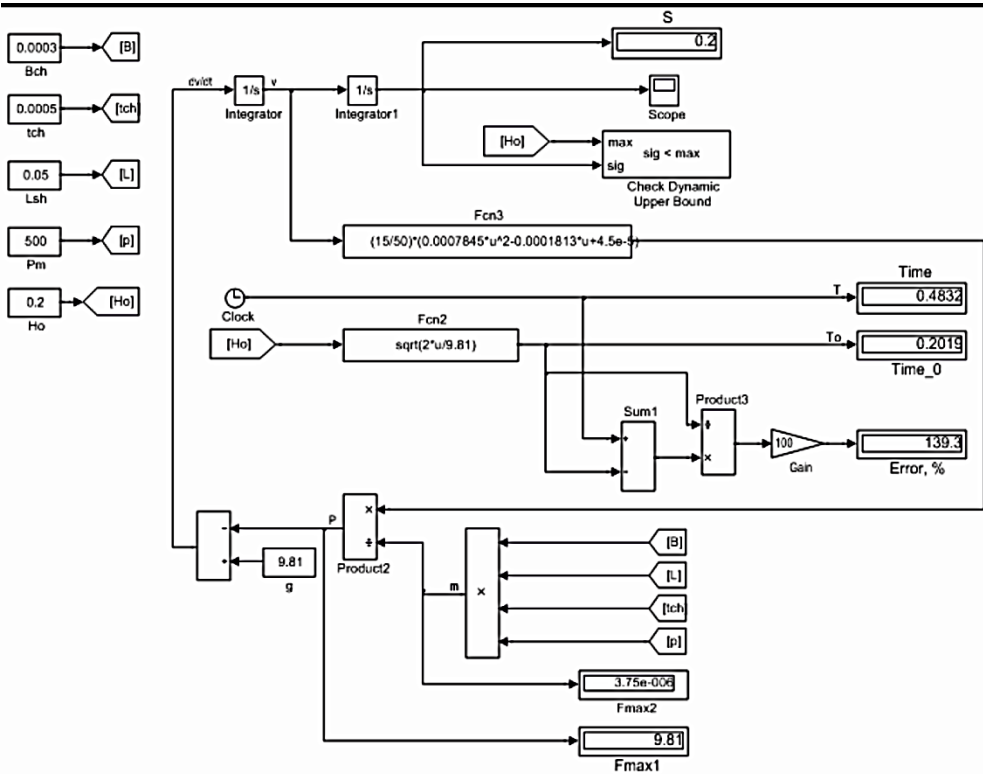 0.0003
[B]
Bch
0.0005
[tch]
tch
0.05
[L]
Lsh
500
[p]
Pm
0.2
[Ho]
Ho
S
0.2
dv/dt
1/s
v
1/s
Integrator
Integrator1
Scope
[Ho]
max
sig < max
sig
Check Dynamic
Upper Bound
Fcn3
(15/50)*(0.0007845*u^2-0.0001813*u+4.5e-5)
Clock
T
Time
0.4832
[Ho]
Fcn2
sqrt(2*u/9.81)
To
0.2019
Time_0
Sum1
+
-
Product3
÷
×
100
Gain
139.3
Error, %
-
+
P
×
÷
Product2
9.81
g
m
×
[B]
[L]
[tch]
[p]
3.75e-006
Fmax2
9.81
Fmax1